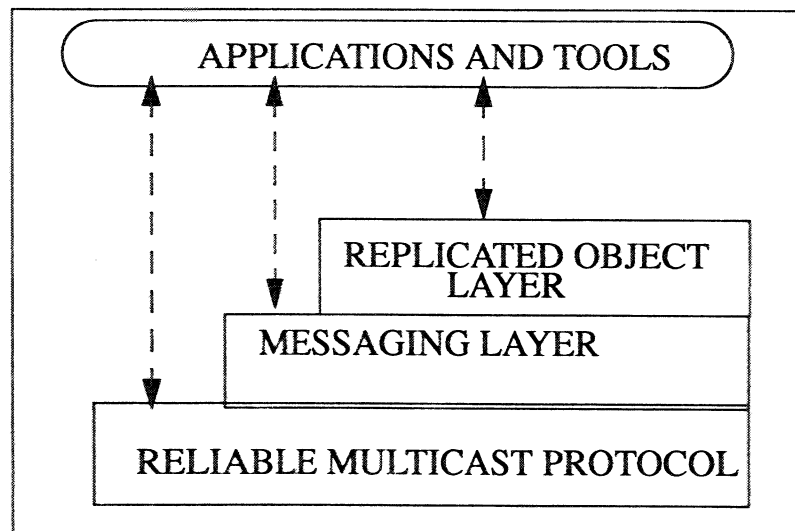 APPLICATIONS AND TOOLS
REPLICATED OBJECT
LAYER
MESSAGING LAYER
RELIABLE MULTICAST PROTOCOL